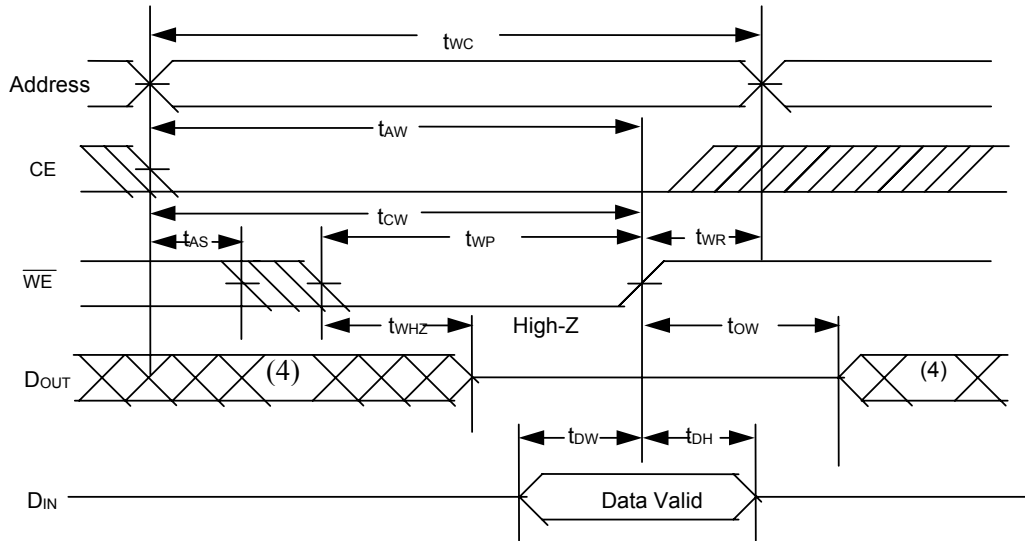 tWC
Address
tAW
CE
tCW
tAS
tWP
tWR
WE
tWHZ
High-Z
tOW
DOUT
(4)
(4)
tDW
tDH
DIN
Data Valid